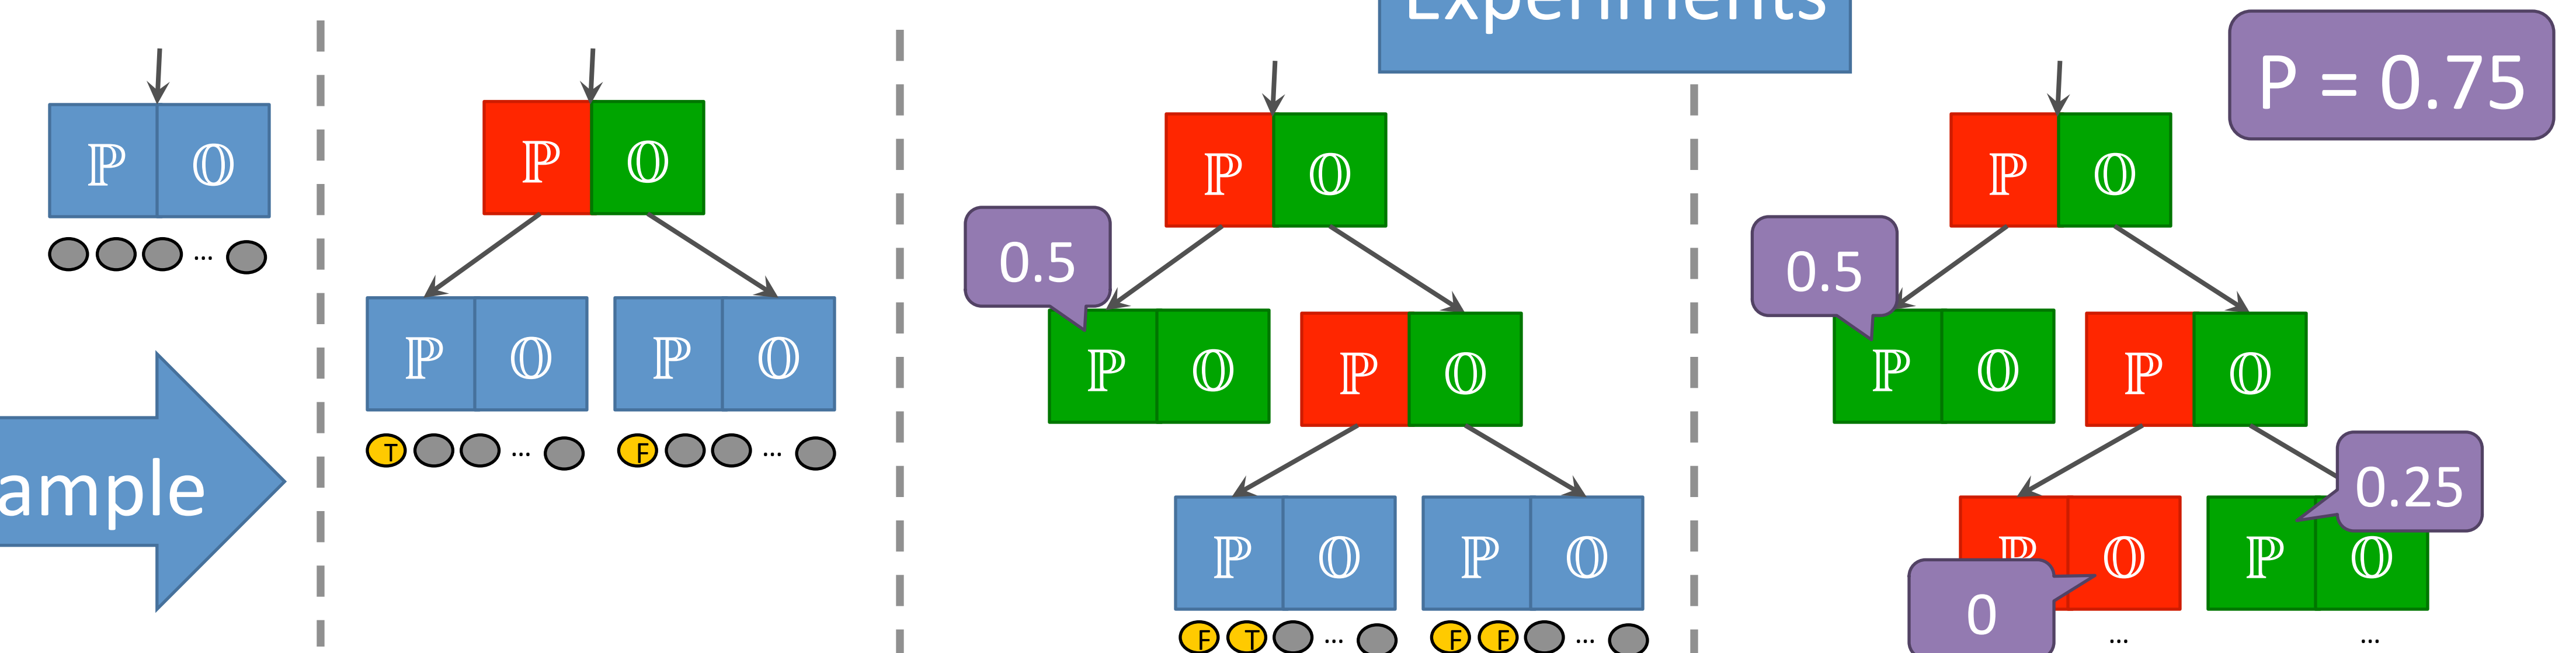 Experiments
P = 0.75
ℙ 𝕆
...
ample
ℙ 𝕆
ℙ 𝕆 ℙ 𝕆
T ... F ...
ℙ 𝕆
0.5
ℙ 𝕆 ℙ 𝕆
ℙ 𝕆 ℙ 𝕆
F T ... F F ...
ℙ 𝕆
0.5
ℙ 𝕆 ℙ 𝕆
0.25
ℙ 𝕆 ℙ 𝕆
0
... ...